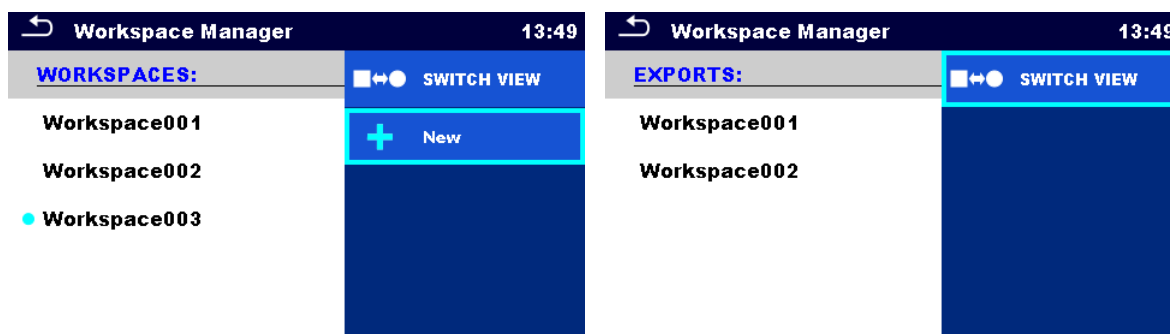 Workspace Manager 13:49
WORKSPACES:
SWITCH VIEW
Workspace001
New
Workspace002
Workspace003
Workspace Manager 13:49
EXPORTS:
SWITCH VIEW
Workspace001
Workspace002